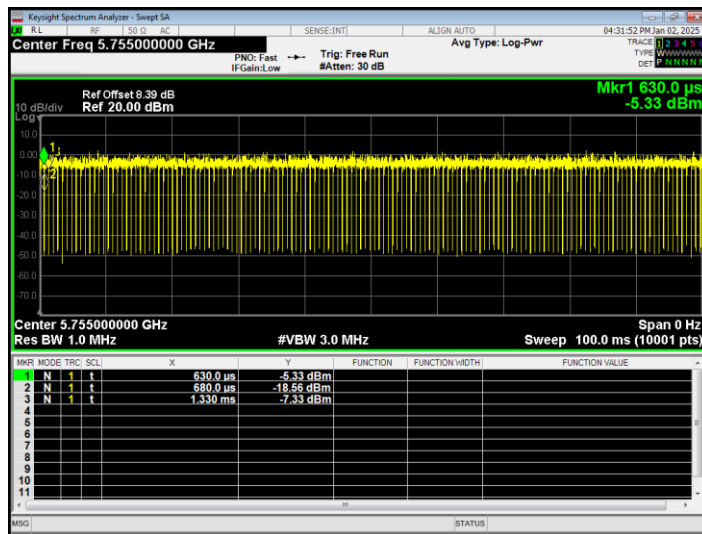 Keysight Spectrum Analyzer - Swept SA
RL RF 50 Ω AC SENSE:INT ALIGN AUTO 04:31:52 PM Jan 02, 2025
Center Freq 5.755000000 GHz
PNO: Fast
IFGain:Low
Trig: Free Run
#Atten: 30 dB
Avg Type: Log-Pwr
TRACE 1 2 3 4 5
TYPE
DET P N N N N
Ref Offset 8.39 dB
10 dB/div Ref 20.00 dBm
Log
Mkr1 630.0 µs
-5.33 dBm
10.0
0.00
-10.0
-20.0
-30.0
-40.0
-50.0
-60.0
-70.0
1
3
2
Center 5.755000000 GHz Span 0 Hz
Res BW 1.0 MHz #VBW 3.0 MHz Sweep 100.0 ms (10001 pts)
MKR MODE TRC SCL X Y FUNCTION FUNCTION WIDTH FUNCTION VALUE
1 N 1 t 630.0 µs -5.33 dBm
2 N 1 t 680.0 µs -18.56 dBm
3 N 1 t 1.330 ms -7.33 dBm
4
5
6
7
8
9
10
11
MSG STATUS